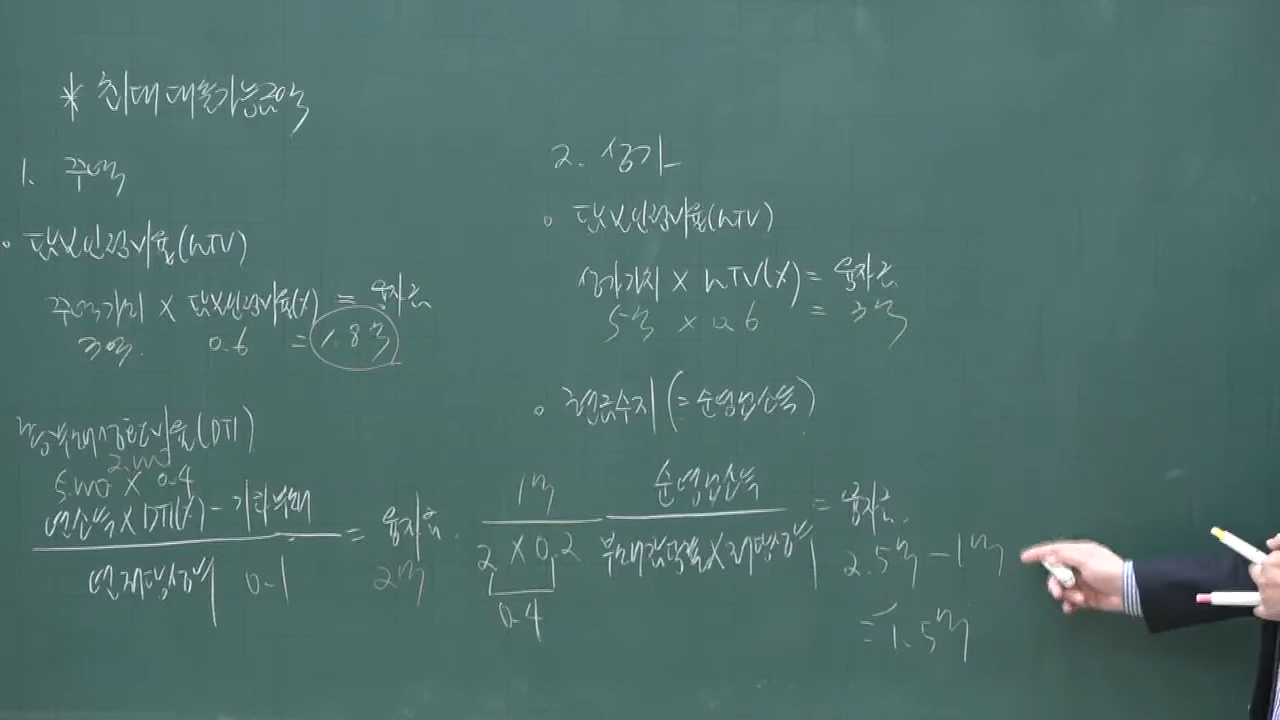 * 최대대출가능금액
1. 주택
○ 담보인정비율(LTV)
주택가치 × 담보인정비율(%) = 융자금
3억. 0.6 = 1.8억
총부채상환비율(DTI)
5.000 × 0.4
연소득 × DTI(%) - 기타부채
연저당상수 0.1
= 융자금.
2억
2. 상가
○ 담보인정비율(LTV)
상가가치 × LTV(%) = 융자금
5억 × 0.6 = 3억
○ 현금수지(=순영업소득)
1억 순영업소득
2 × 0.2 부채감당률×저당상수
0.4
= 융자금.
2.5억 - 1억
= 1.5억